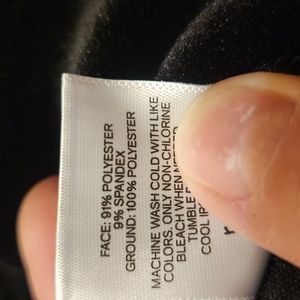 FACE: 91% POLYESTER
9% SPANDEX
GROUND: 100% POLYESTER
MACHINE WASH COLD WITH LIKE
COLORS. ONLY NON-CHLORINE
BLEACH WHEN NEEDED
TUMBLE
COOL